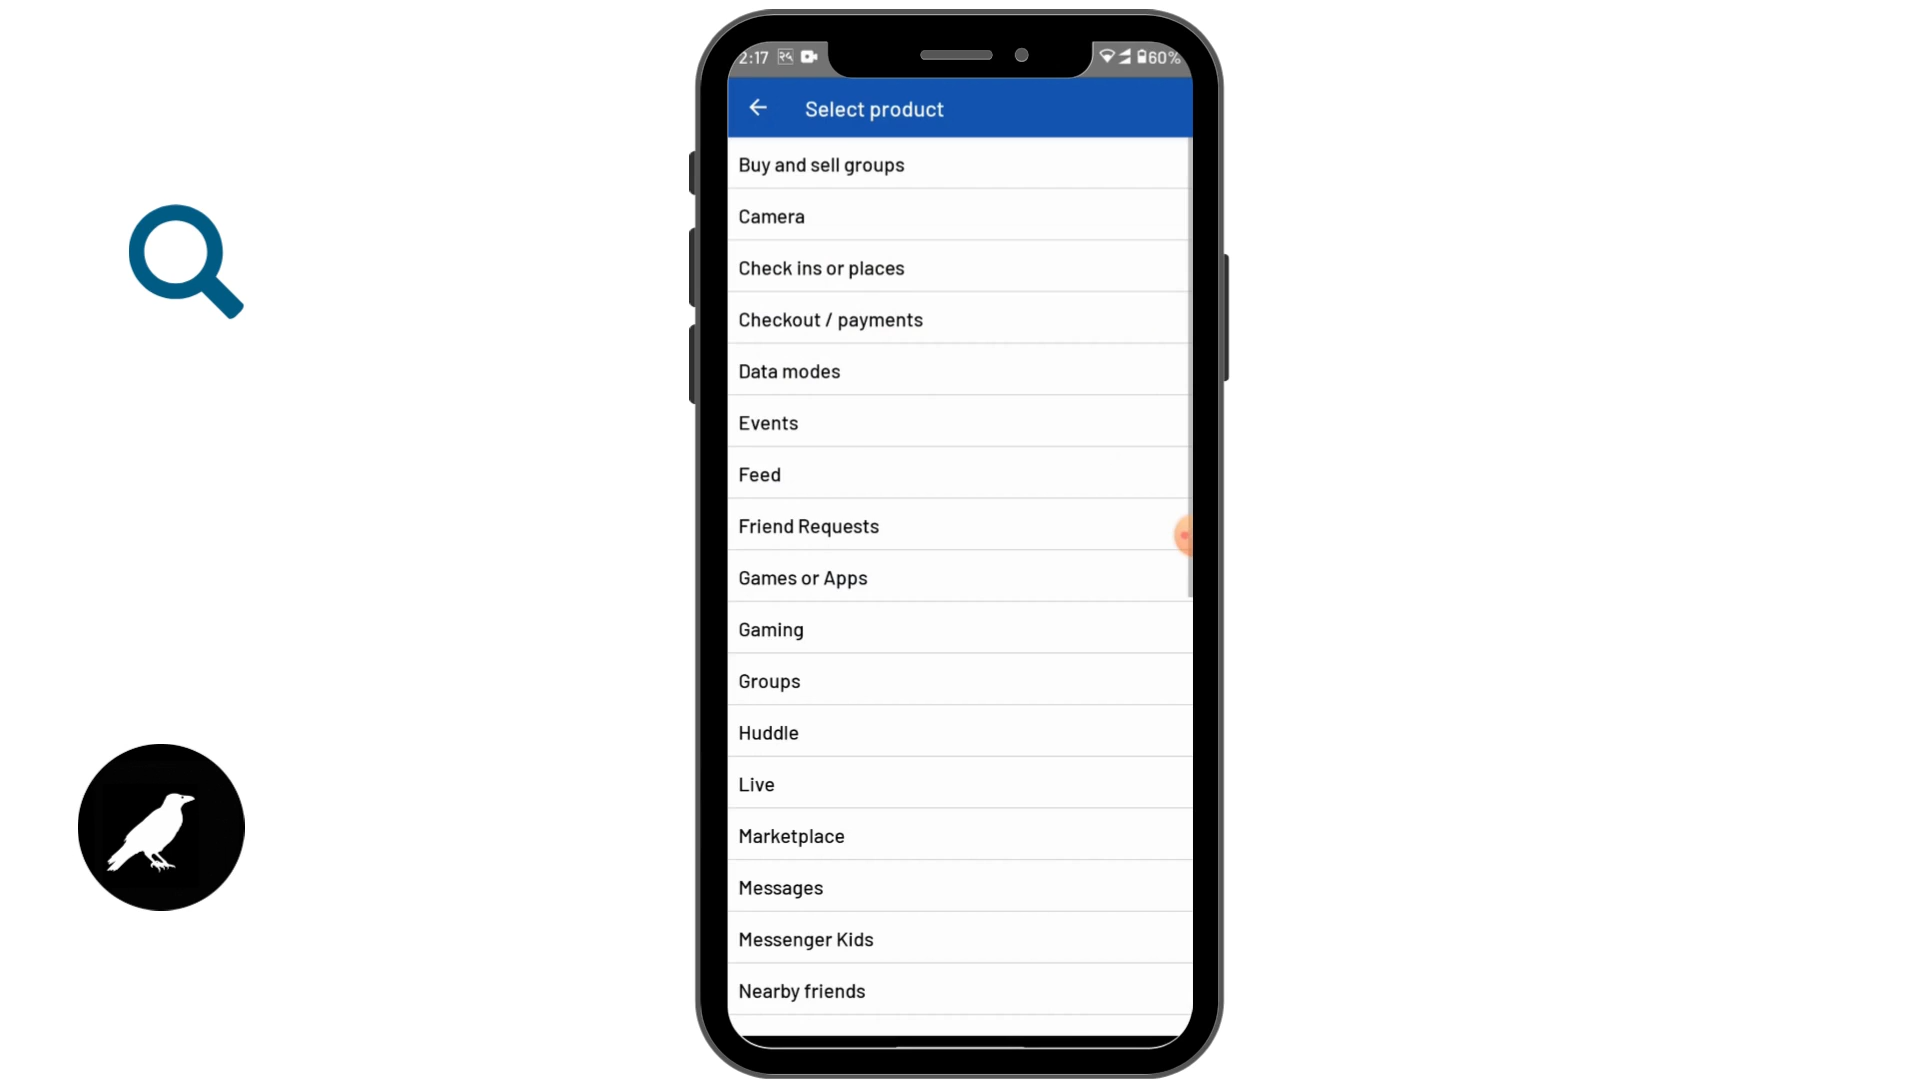 2:17
60%
Select product
Buy and sell groups
Camera
Check ins or places
Checkout / payments
Data modes
Events
Feed
Friend Requests
Games or Apps
Gaming
Groups
Huddle
Live
Marketplace
Messages
Messenger Kids
Nearby friends